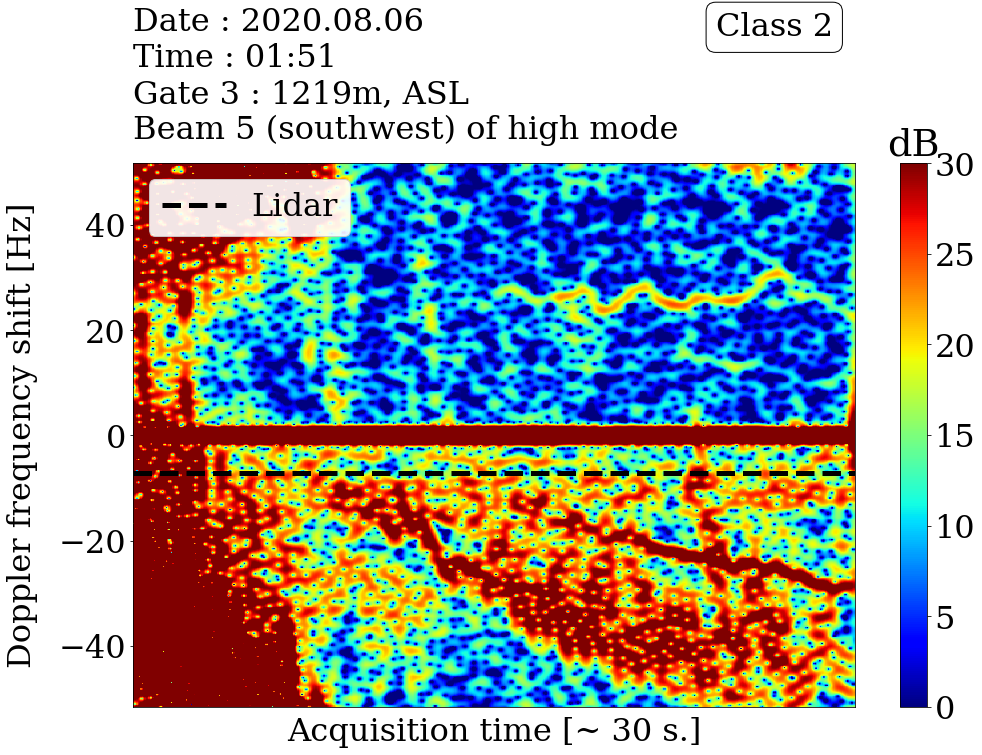 Date : 2020.08.06
Time : 01:51
Gate 3 : 1219m, ASL
Beam 5 (southwest) of high mode
Class 2
dB
Lidar
Doppler frequency shift [Hz]
40
20
0
−20
−40
30
25
20
15
10
5
0
Acquisition time [~ 30 s.]